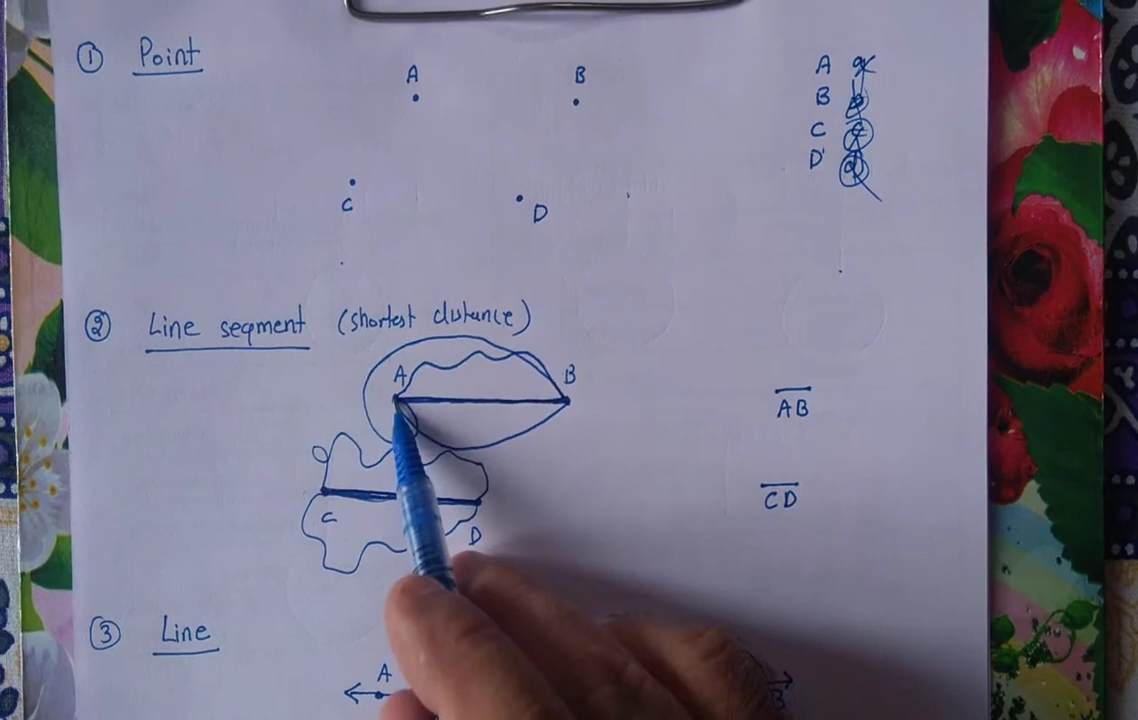 ① Point
A B
A a
B b
C c
D d
C D
② Line segment (shortest distance)
A B
AB
C D
CD
③ Line
A B